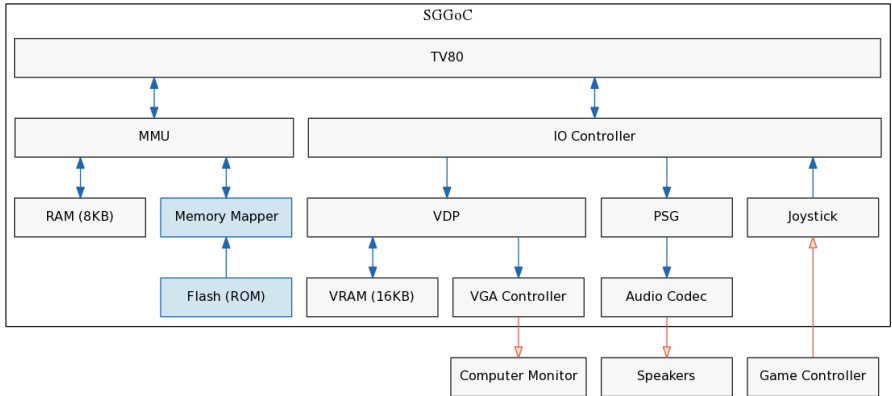 SGGoC
TV80
MMU
IO Controller
RAM (8KB)
Memory Mapper
VDP
PSG
Joystick
Flash (ROM)
VRAM (16KB)
VGA Controller
Audio Codec
Computer Monitor
Speakers
Game Controller